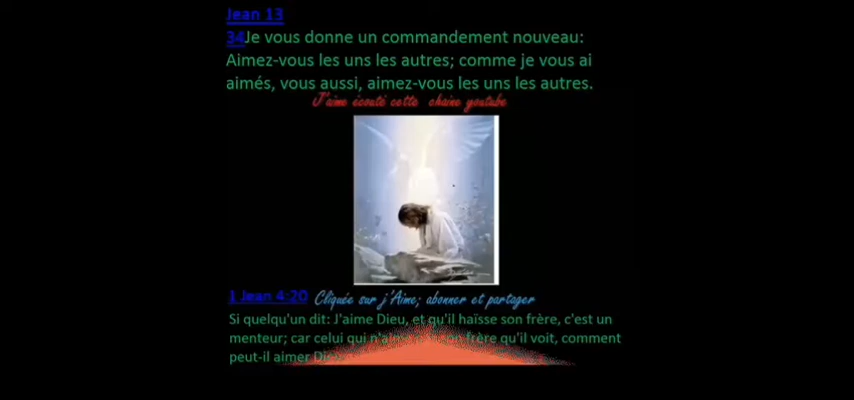 Jean 13
34Je vous donne un commandement nouveau:
Aimez-vous les uns les autres; comme je vous ai
aimés, vous aussi, aimez-vous les uns les autres.
J'aime écouté cette chaine youtube
1 Jean 4:20 Cliquée sur j'Aime; abonner et partager
Si quelqu'un dit: J'aime Dieu, et qu'il haïsse son frère, c'est un
menteur; car celui qui frère qu'il voit, comment
peut-il aimer